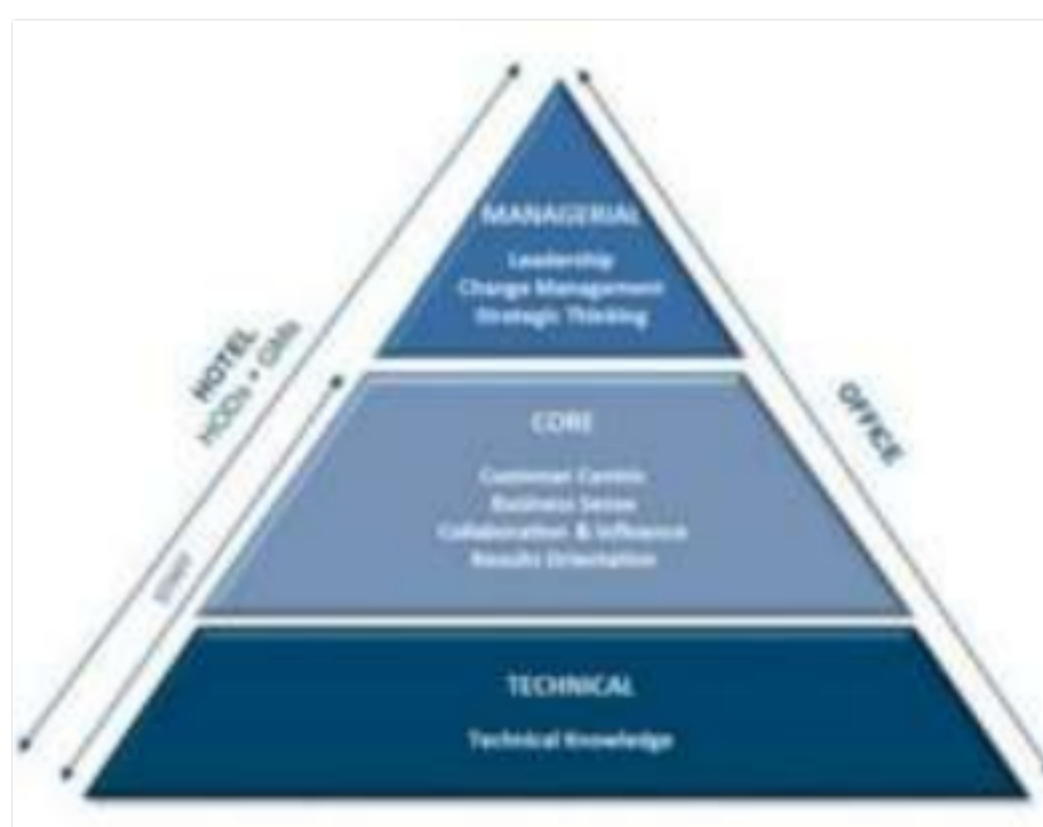 MANAGERIAL
Leadership
Change Management
Strategic Thinking
HOTEL
HODs + GMs
OFFICE
CORE
Customer Centric
Business Sense
Collaboration & Influence
Results Orientation
STAFF
TECHNICAL
Technical Knowledge